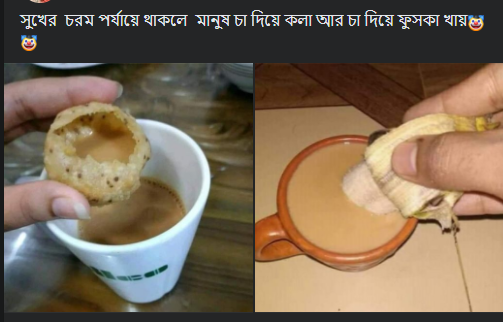 সুখের চরম পর্যায়ে থাকলে মানুষ চা দিয়ে কলা আর চা দিয়ে ফুসকা খায়🤡
🤡